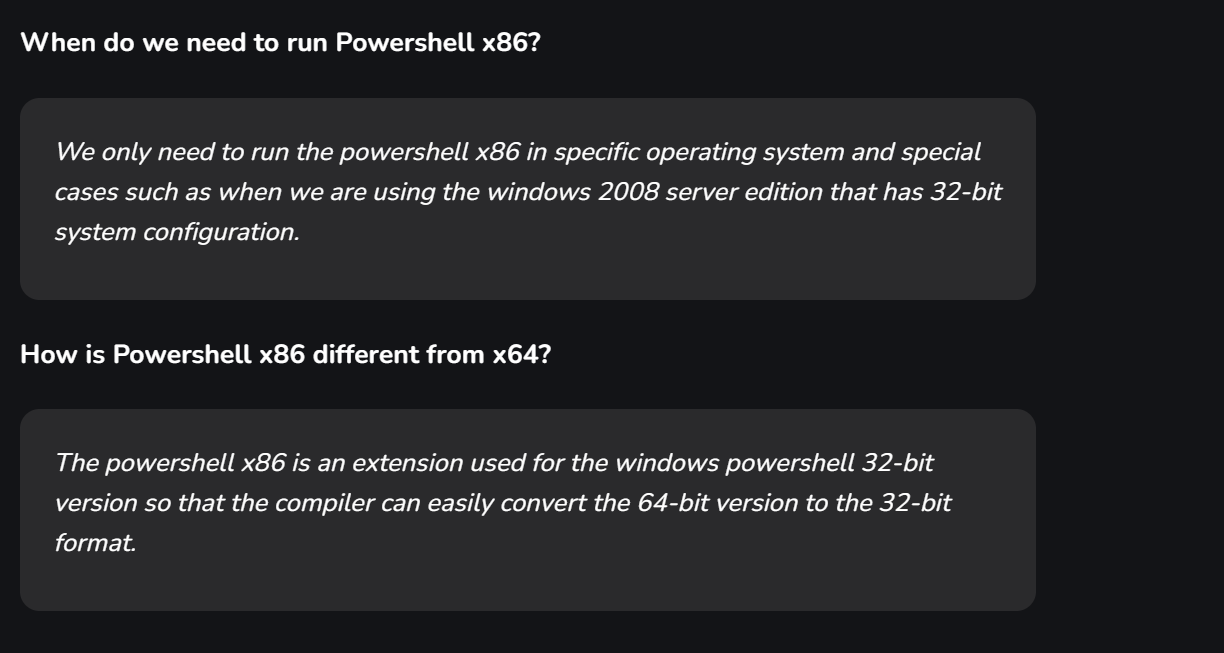 When do we need to run Powershell x86?
We only need to run the powershell x86 in specific operating system and special
cases such as when we are using the windows 2008 server edition that has 32-bit
system configuration.
How is Powershell x86 different from x64?
The powershell x86 is an extension used for the windows powershell 32-bit
version so that the compiler can easily convert the 64-bit version to the 32-bit
format.